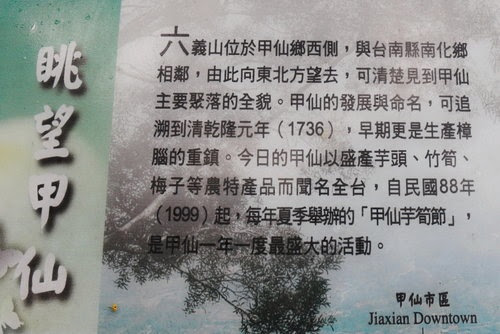 眺望甲仙
六義山位於甲仙鄉西側，與台南縣南化鄉
相鄰，由此向東北方望去，可清楚見到甲仙
主要聚落的全貌。甲仙的發展與命名，可追
溯到清乾隆元年（1736），早期更是生產樟
腦的重鎮。今日的甲仙以盛產芋頭、竹筍、
梅子等農特產品而聞名全台，自民國88年
（1999）起，每年夏季舉辦的「甲仙芋筍節」，
是甲仙一年一度最盛大的活動。
甲仙市區
Jiaxian Downtown